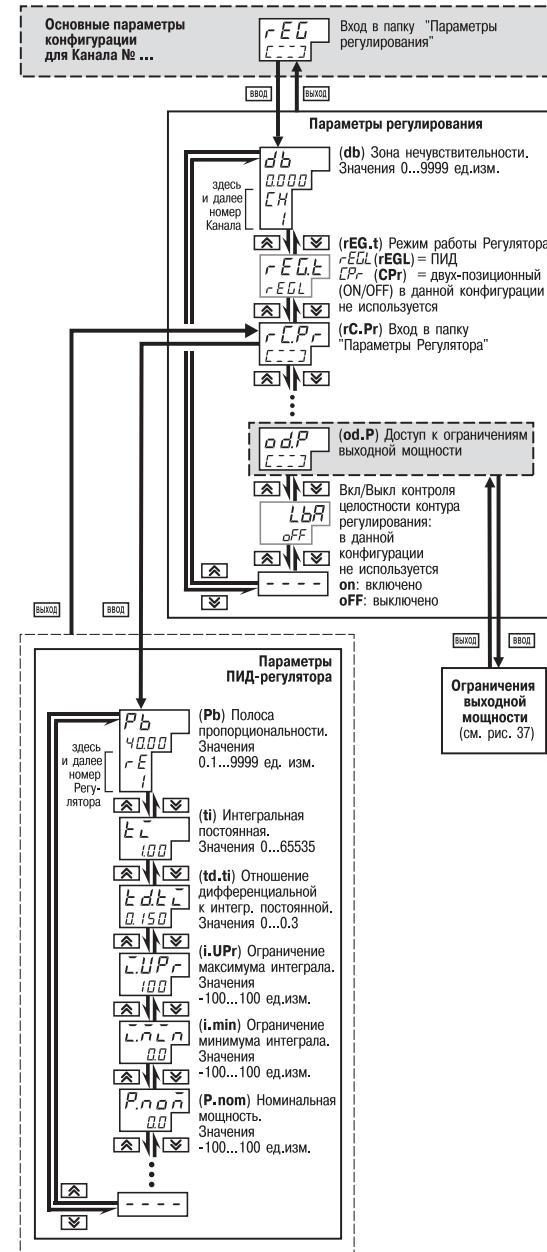 Основные параметры
конфигурации
для Канала № ...
rEG
[---]
Вход в папку "Параметры
регулирования"
ввод
выход
Параметры регулирования
db
0.000
CH
1
здесь
и далее
номер
Канала
(db) Зона нечувствительности.
Значения 0...9999 ед.изм.
rEG.t
rEGL
(rEG.t) Режим работы Регулятора
rEGL (rEGL) = ПИД
CPr (CPr) = двух-позиционный
(ON/OFF) в данной конфигурации
не используется
rC.Pr
[---]
(rC.Pr) Вход в папку
"Параметры Регулятора"
od.P
[---]
(od.P) Доступ к ограничениям
выходной мощности
LbA
oFF
Вкл/Выкл контроля
целостности контура
регулирования:
в данной
конфигурации
не используется
on: включено
oFF: выключено
- - - -
выход
ввод
выход
ввод
Ограничения
выходной
мощности
(см. рис. 37)
Параметры
ПИД-регулятора
Pb
40.00
rE
1
здесь
и далее
номер
Регу-
лятора
(Pb) Полоса
пропорциональности.
Значения
0.1...9999 ед. изм.
ti
1.00
(ti) Интегральная
постоянная.
Значения 0...65535
td.ti
0.150
(td.ti) Отношение
дифференциальной
к интегр. постоянной.
Значения 0...0.3
i.UPr
100
(i.UPr) Ограничение
максимума интеграла.
Значения
-100...100 ед.изм.
i.min
0.0
(i.min) Ограничение
минимума интеграла.
Значения
-100...100 ед.изм.
P.nom
0.0
(P.nom) Номинальная
мощность.
Значения
-100...100 ед.изм.
- - - -